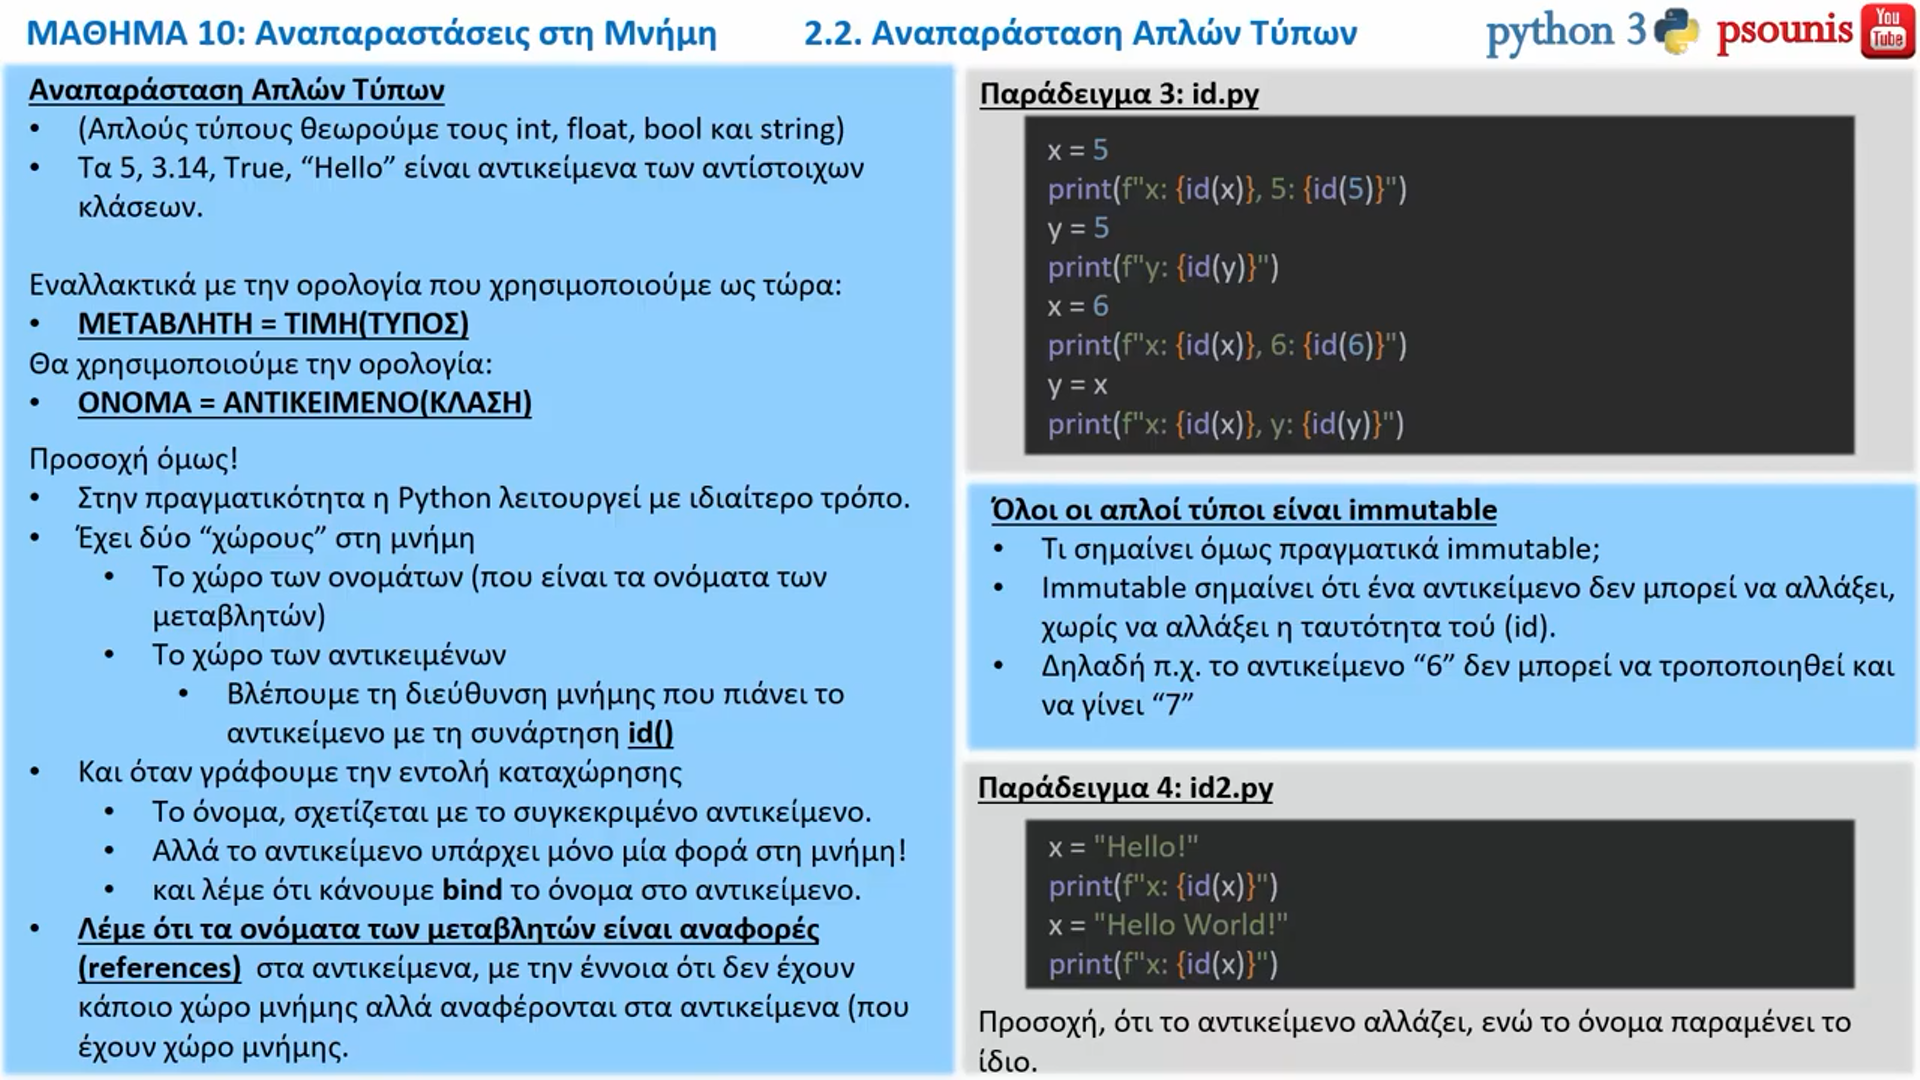 ΜΑΘΗΜΑ 10: Αναπαραστάσεις στη Μνήμη
2.2. Αναπαράσταση Απλών Τύπων
python 3
psounis
You
Tube
Αναπαράσταση Απλών Τύπων
• (Απλούς τύπους θεωρούμε τους int, float, bool και string)
• Τα 5, 3.14, True, “Hello” είναι αντικείμενα των αντίστοιχων
κλάσεων.
Εναλλακτικά με την ορολογία που χρησιμοποιούμε ως τώρα:
• ΜΕΤΑΒΛΗΤΗ = ΤΙΜΗ(ΤΥΠΟΣ)
Θα χρησιμοποιούμε την ορολογία:
• ΟΝΟΜΑ = ΑΝΤΙΚΕΙΜΕΝΟ(ΚΛΑΣΗ)
Προσοχή όμως!
• Στην πραγματικότητα η Python λειτουργεί με ιδιαίτερο τρόπο.
• Έχει δύο “χώρους” στη μνήμη
• Το χώρο των ονομάτων (που είναι τα ονόματα των
μεταβλητών)
• Το χώρο των αντικειμένων
• Βλέπουμε τη διεύθυνση μνήμης που πιάνει το
αντικείμενο με τη συνάρτηση id()
• Και όταν γράφουμε την εντολή καταχώρησης
• Το όνομα, σχετίζεται με το συγκεκριμένο αντικείμενο.
• Αλλά το αντικείμενο υπάρχει μόνο μία φορά στη μνήμη!
• και λέμε ότι κάνουμε bind το όνομα στο αντικείμενο.
• Λέμε ότι τα ονόματα των μεταβλητών είναι αναφορές
(references) στα αντικείμενα, με την έννοια ότι δεν έχουν
κάποιο χώρο μνήμης αλλά αναφέρονται στα αντικείμενα (που
έχουν χώρο μνήμης.
Παράδειγμα 3: id.py
x = 5
print(f"x: {id(x)}, 5: {id(5)}")
y = 5
print(f"y: {id(y)}")
x = 6
print(f"x: {id(x)}, 6: {id(6)}")
y = x
print(f"x: {id(x)}, y: {id(y)}")
Όλοι οι απλοί τύποι είναι immutable
• Τι σημαίνει όμως πραγματικά immutable;
• Immutable σημαίνει ότι ένα αντικείμενο δεν μπορεί να αλλάξει,
χωρίς να αλλάξει η ταυτότητα τού (id).
• Δηλαδή π.χ. το αντικείμενο “6” δεν μπορεί να τροποποιηθεί και
να γίνει “7”
Παράδειγμα 4: id2.py
x = "Hello!"
print(f"x: {id(x)}")
x = "Hello World!"
print(f"x: {id(x)}")
Προσοχή, ότι το αντικείμενο αλλάζει, ενώ το όνομα παραμένει το
ίδιο.